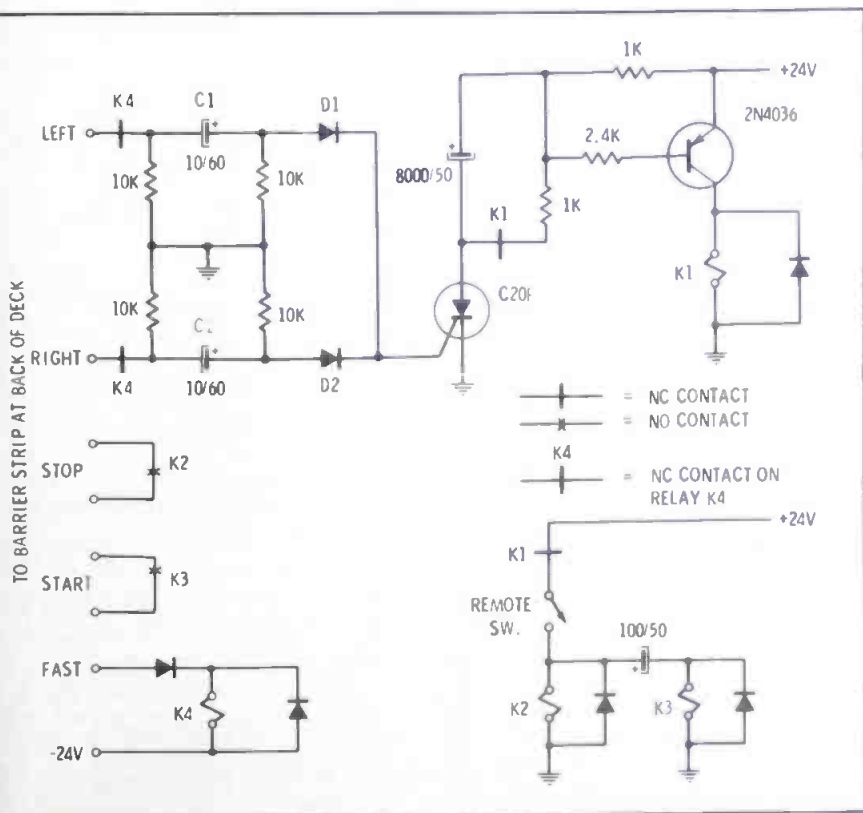 1K
+24V
K4
C1
D1
2N4036
LEFT
2.4K
10/60
8000/50
10K
10K
K1
1K
K1
10K
10K
C20F
TO BARRIER STRIP AT BACK OF DECK
RIGHT
K4
10/60
D2
= NC CONTACT
= NO CONTACT
K2
STOP
K4
= NC CONTACT ON
RELAY K4
+24V
K1
START
K3
REMOTE
SW.
100/50
FAST
K4
K2
K3
-24V